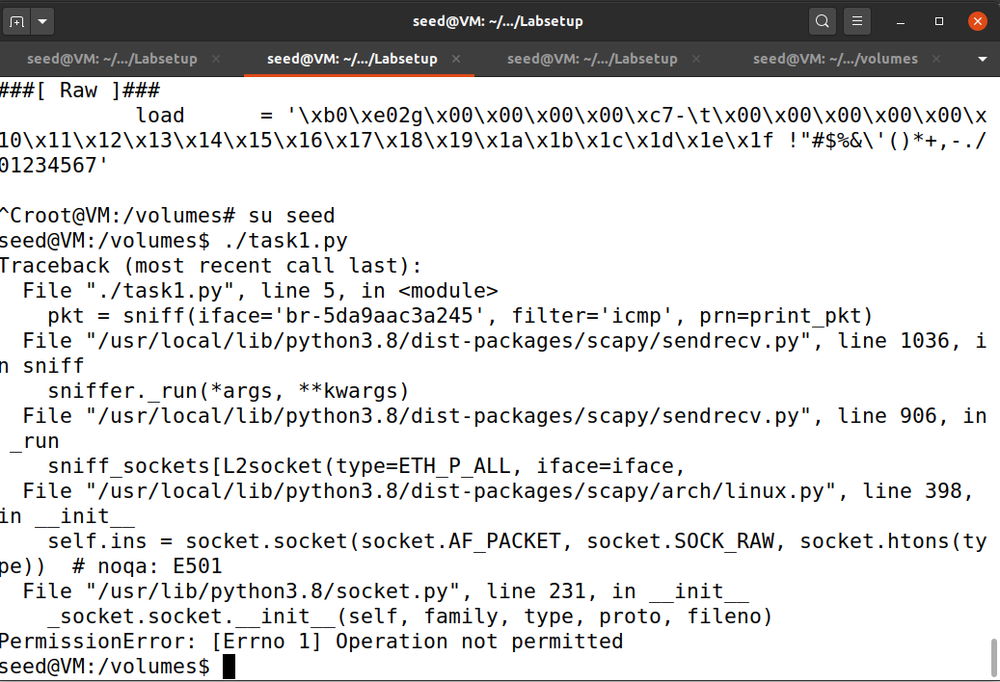 seed@VM: ~/.../Labsetup
seed@VM: ~/.../Labsetup × seed@VM: ~/.../Labsetup × seed@VM: ~/.../Labsetup × seed@VM: ~/.../volumes ×
###[ Raw ]###
           load      = '\xb0\xe02g\x00\x00\x00\x00\xc7-\t\x00\x00\x00\x00\x00\x
10\x11\x12\x13\x14\x15\x16\x17\x18\x19\x1a\x1b\x1c\x1d\x1e\x1f !"#$%&\'()*+,-./
01234567'
^Croot@VM:/volumes# su seed
seed@VM:/volumes$ ./task1.py
Traceback (most recent call last):
  File "./task1.py", line 5, in <module>
    pkt = sniff(iface='br-5da9aac3a245', filter='icmp', prn=print_pkt)
  File "/usr/local/lib/python3.8/dist-packages/scapy/sendrecv.py", line 1036, i
n sniff
    sniffer._run(*args, **kwargs)
  File "/usr/local/lib/python3.8/dist-packages/scapy/sendrecv.py", line 906, in
 _run
    sniff_sockets[L2socket(type=ETH_P_ALL, iface=iface,
  File "/usr/local/lib/python3.8/dist-packages/scapy/arch/linux.py", line 398, 
in __init__
    self.ins = socket.socket(socket.AF_PACKET, socket.SOCK_RAW, socket.htons(ty
pe))  # noqa: E501
  File "/usr/lib/python3.8/socket.py", line 231, in __init__
    _socket.socket.__init__(self, family, type, proto, fileno)
PermissionError: [Errno 1] Operation not permitted
seed@VM:/volumes$